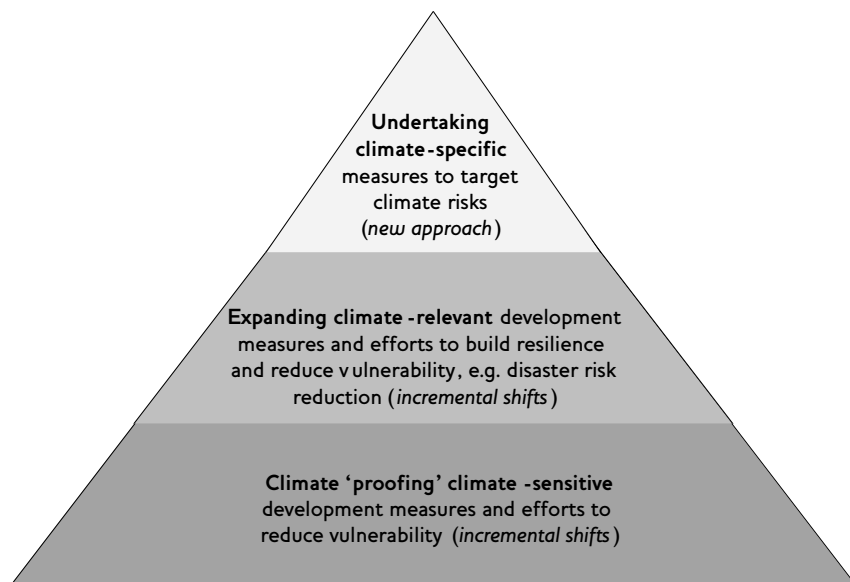 Undertaking
climate-specific
measures to target
climate risks
(new approach)
Expanding climate-relevant development
measures and efforts to build resilience
and reduce vulnerability, e.g. disaster risk
reduction (incremental shifts)
Climate ‘proofing’ climate-sensitive
development measures and efforts to
reduce vulnerability (incremental shifts)